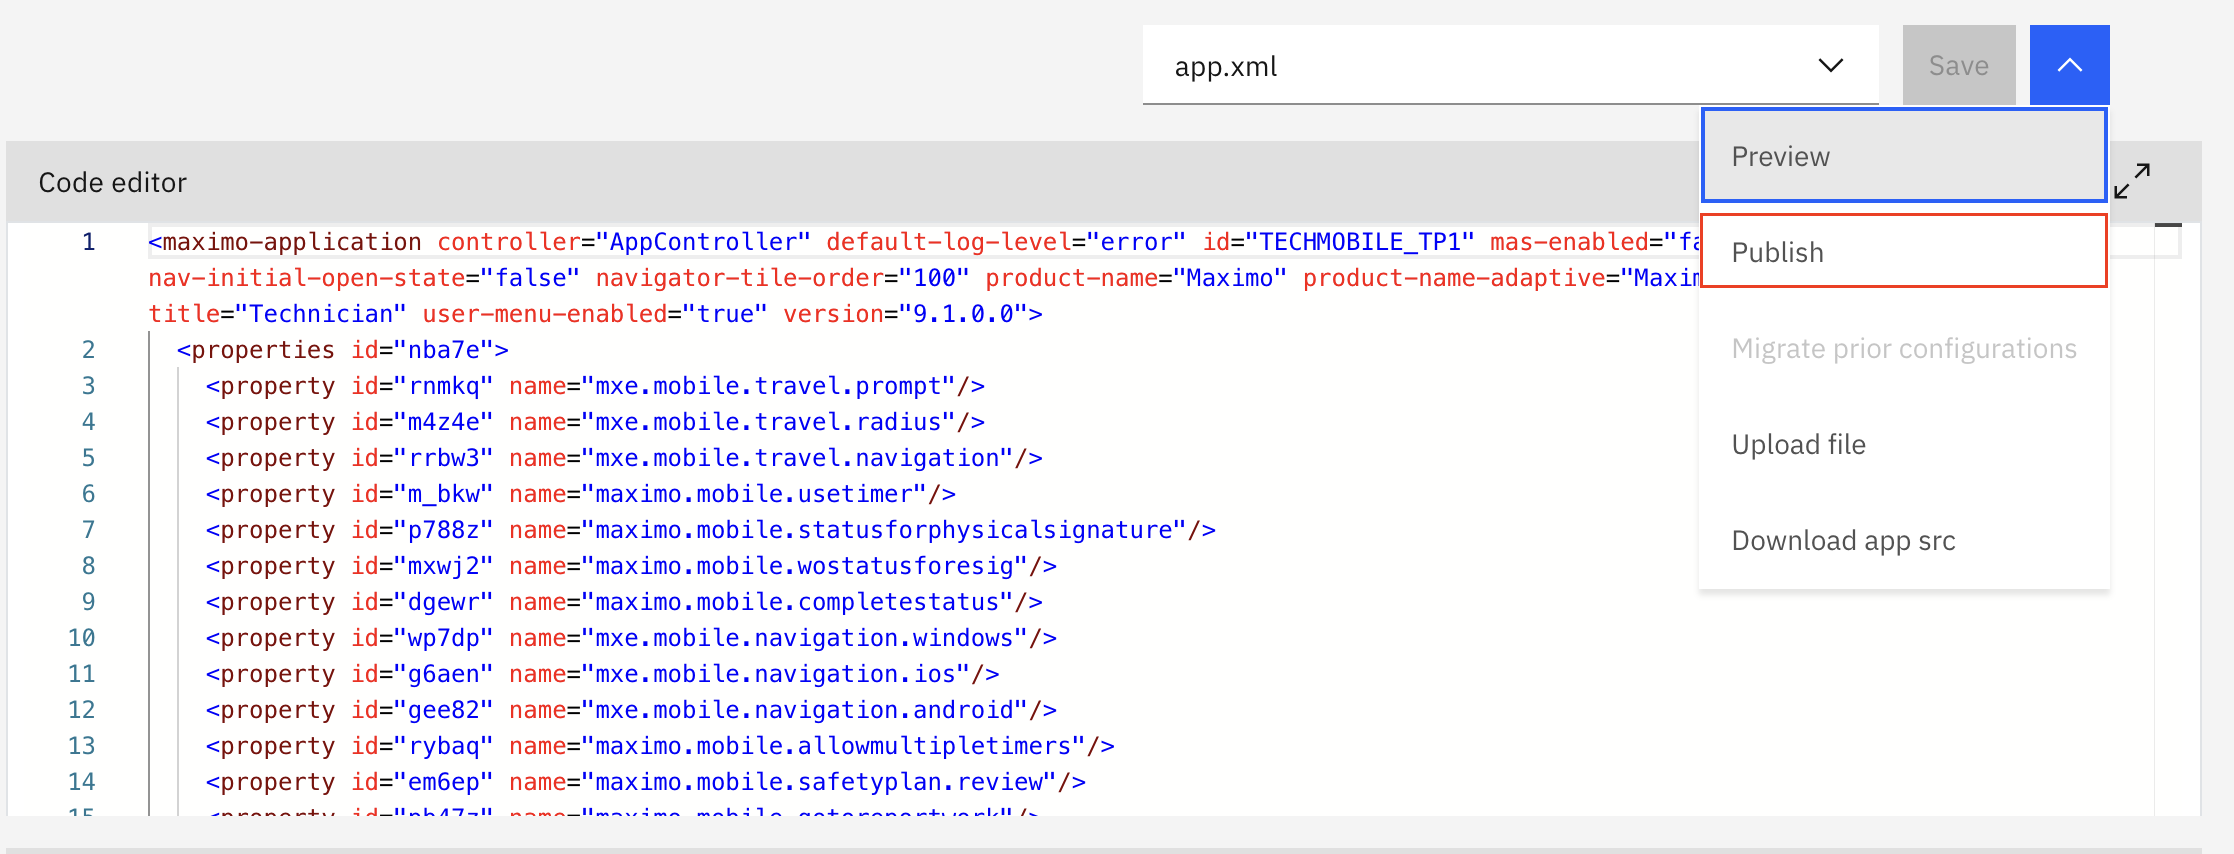 app.xml
Save
Preview
Publish
Migrate prior configurations
Upload file
Download app src
Code editor
1 <maximo-application controller="AppController" default-log-level="error" id="TECHMOBILE_TP1" mas-enabled="fa
nav-initial-open-state="false" navigator-tile-order="100" product-name="Maximo" product-name-adaptive="Maxim
title="Technician" user-menu-enabled="true" version="9.1.0.0">
2 <properties id="nba7e">
3 <property id="rnmkq" name="mxe.mobile.travel.prompt"/>
4 <property id="m4z4e" name="mxe.mobile.travel.radius"/>
5 <property id="rrbw3" name="mxe.mobile.travel.navigation"/>
6 <property id="m_bkw" name="maximo.mobile.usetimer"/>
7 <property id="p788z" name="maximo.mobile.statusforphysicalsignature"/>
8 <property id="mxwj2" name="maximo.mobile.wostatusforesig"/>
9 <property id="dgewr" name="maximo.mobile.completestatus"/>
10 <property id="wp7dp" name="mxe.mobile.navigation.windows"/>
11 <property id="g6aen" name="mxe.mobile.navigation.ios"/>
12 <property id="gee82" name="mxe.mobile.navigation.android"/>
13 <property id="rybaq" name="maximo.mobile.allowmultipletimers"/>
14 <property id="em6ep" name="maximo.mobile.safetyplan.review"/>
15 <property